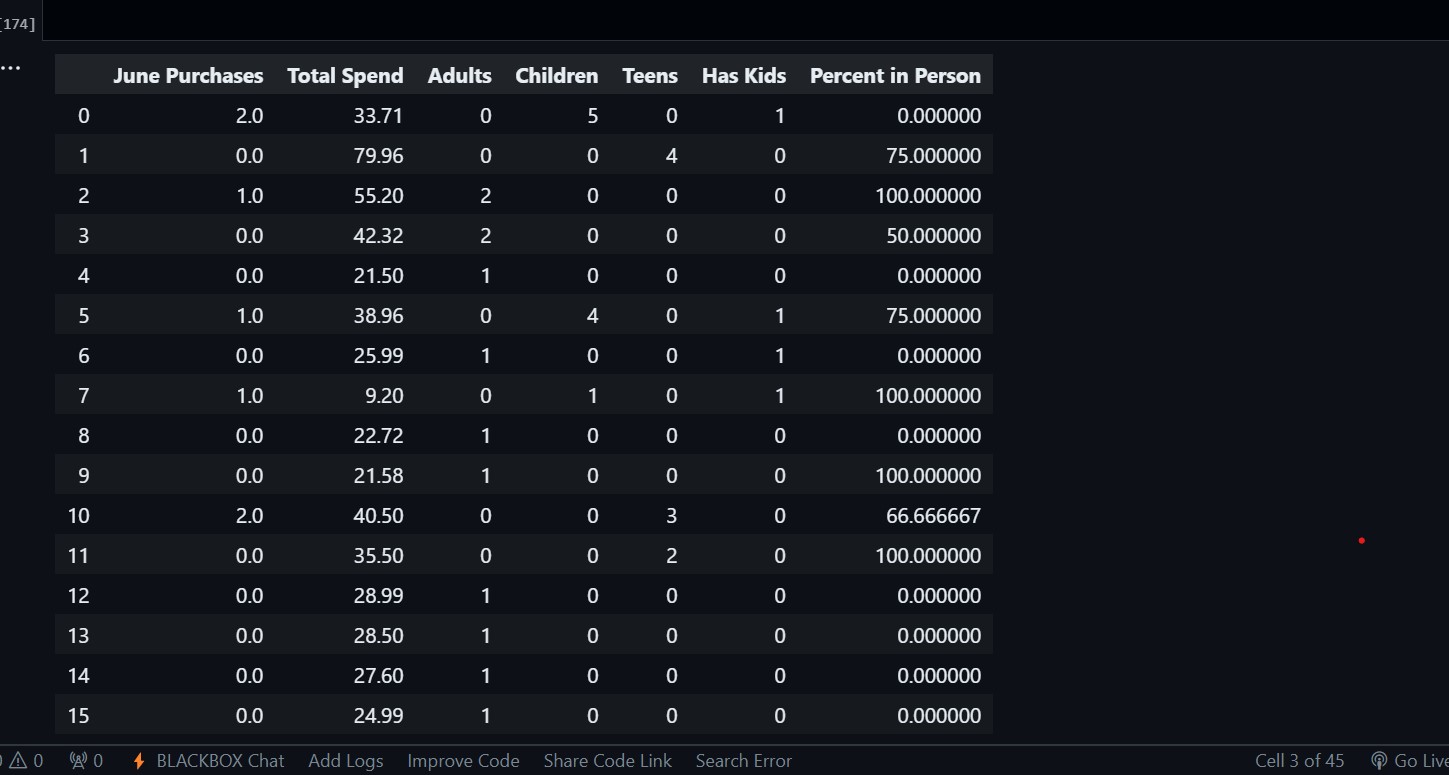 [174]
...
June Purchases Total Spend Adults Children Teens Has Kids Percent in Person
0 2.0 33.71 0 5 0 1 0.000000
1 0.0 79.96 0 0 4 0 75.000000
2 1.0 55.20 2 0 0 0 100.000000
3 0.0 42.32 2 0 0 0 50.000000
4 0.0 21.50 1 0 0 0 0.000000
5 1.0 38.96 0 4 0 1 75.000000
6 0.0 25.99 1 0 0 1 0.000000
7 1.0 9.20 0 1 0 1 100.000000
8 0.0 22.72 1 0 0 0 0.000000
9 0.0 21.58 1 0 0 0 100.000000
10 2.0 40.50 0 0 3 0 66.666667
11 0.0 35.50 0 0 2 0 100.000000
12 0.0 28.99 1 0 0 0 0.000000
13 0.0 28.50 1 0 0 0 0.000000
14 0.0 27.60 1 0 0 0 0.000000
15 0.0 24.99 1 0 0 0 0.000000
0 0 BLACKBOX Chat Add Logs Improve Code Share Code Link Search Error Cell 3 of 45 Go Live